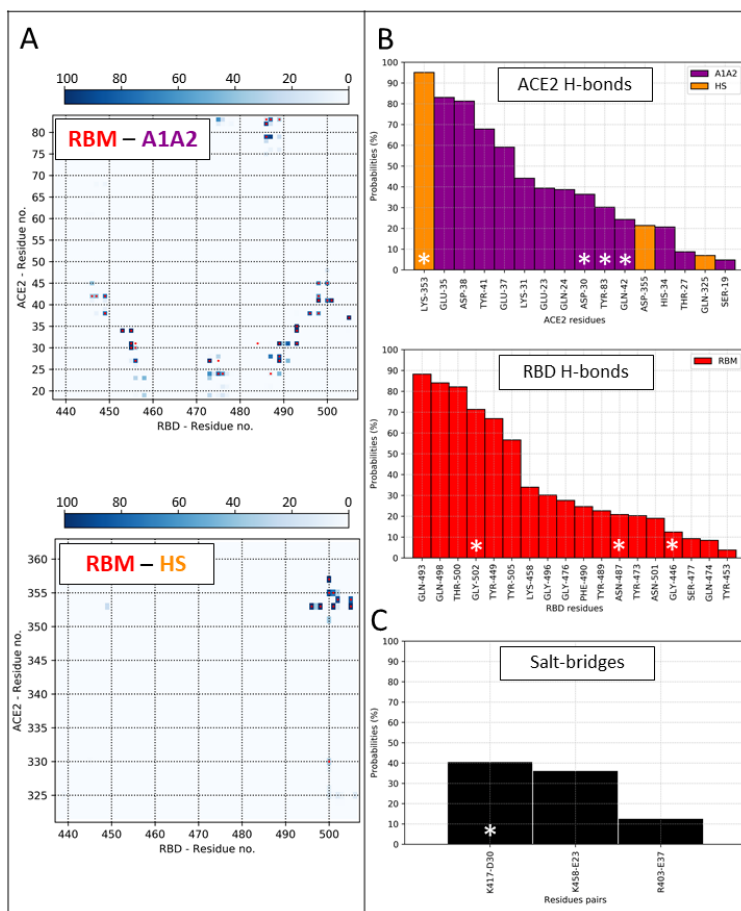 A
100 80 60 40 20 0
RBM – A1A2
ACE2 - Residue no.
80
75
70
65
60
55
50
45
40
35
30
25
20
440 450 460 470 480 490 500
RBD - Residue no.
100 80 60 40 20 0
RBM – HS
ACE2 - Residue no.
360
355
350
345
340
335
330
325
440 450 460 470 480 490 500
RBD - Residue no.
B
ACE2 H-bonds
A1A2
HS
Probabilities (%)
100
90
80
70
60
50
40
30
20
10
0
* * * *
LYS-353
GLU-35
ASP-38
TYR-41
GLU-37
LYS-31
GLU-23
GLN-24
ASP-30
TYR-83
GLN-42
ASP-355
HIS-34
THR-27
GLN-325
SER-19
ACE2 residues
RBD H-bonds
RBM
Probabilities (%)
100
90
80
70
60
50
40
30
20
10
0
* * *
GLN-493
GLN-498
THR-500
GLY-502
TYR-449
TYR-505
LYS-458
GLY-496
GLY-476
PHE-490
TYR-489
ASN-487
TYR-473
ASN-501
GLY-446
SER-477
GLN-474
TYR-453
RBD residues
C
Salt-bridges
Probabilities (%)
100
90
80
70
60
50
40
30
20
10
0
*
K417-D30
K458-E23
R403-E37
Residues pairs